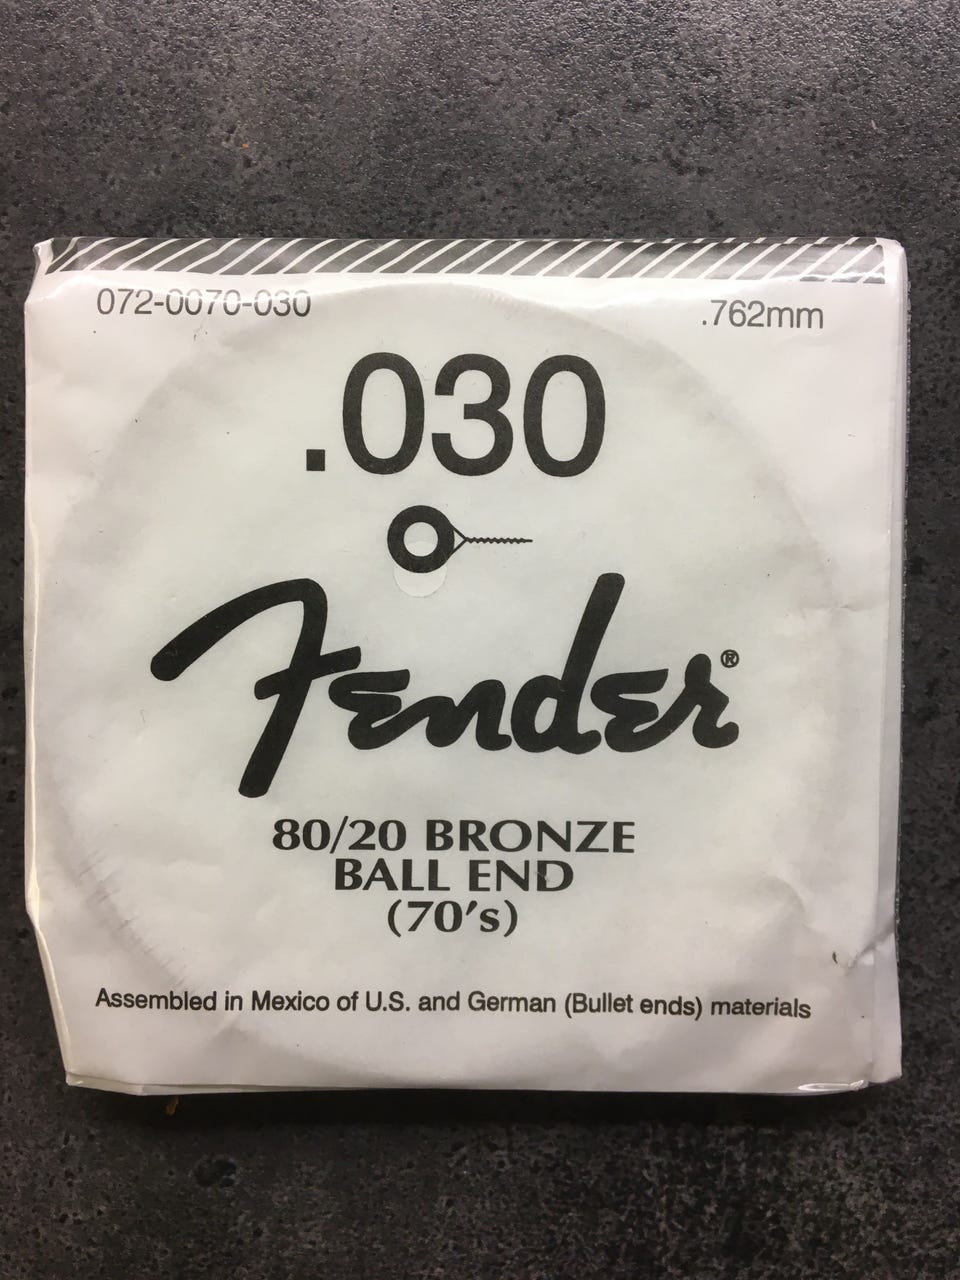 072-0070-030 .762mm
.030
Fender®
80/20 BRONZE
BALL END
(70's)
Assembled in Mexico of U.S. and German (Bullet ends) materials